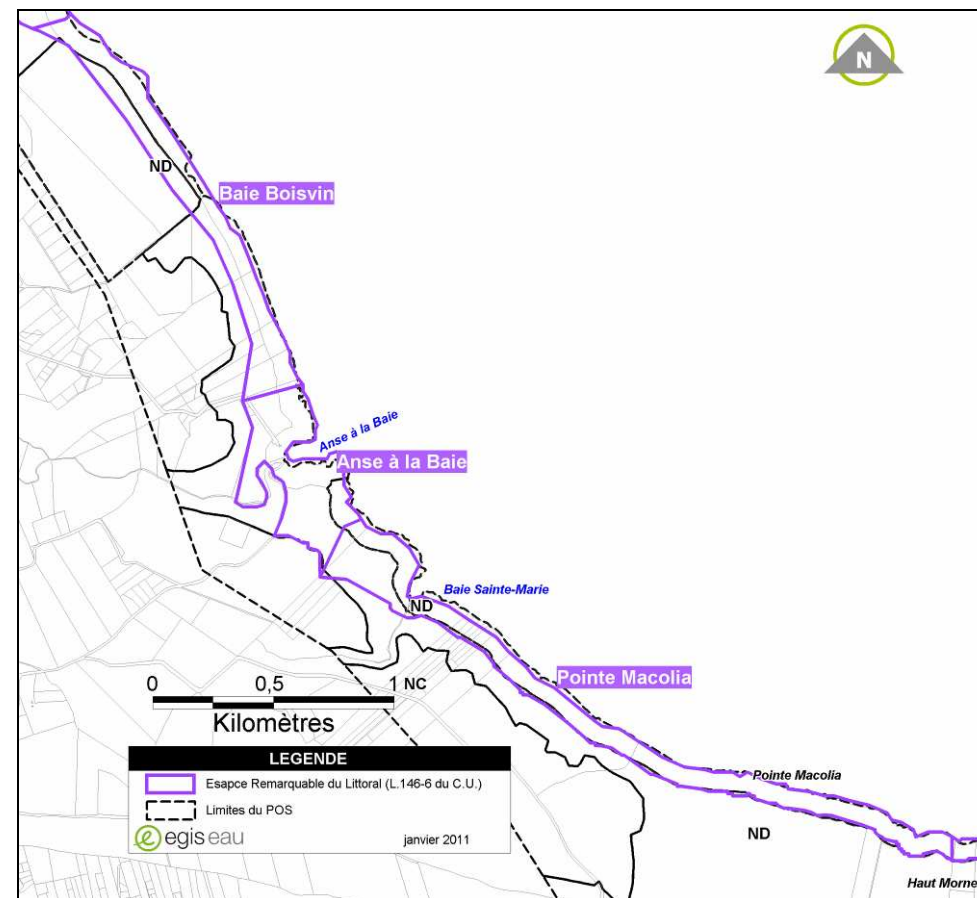 N
ND
Baie Boisvin
Anse à la Baie
Anse à la Baie
Baie Sainte-Marie
ND
Pointe Macolia
0 0,5 1
NC
Kilomètres
LEGENDE
Esapce Remarquable du Littoral (L.146-6 du C.U.)
Limites du POS
egis eau
janvier 2011
Pointe Macolia
ND
Haut Morne